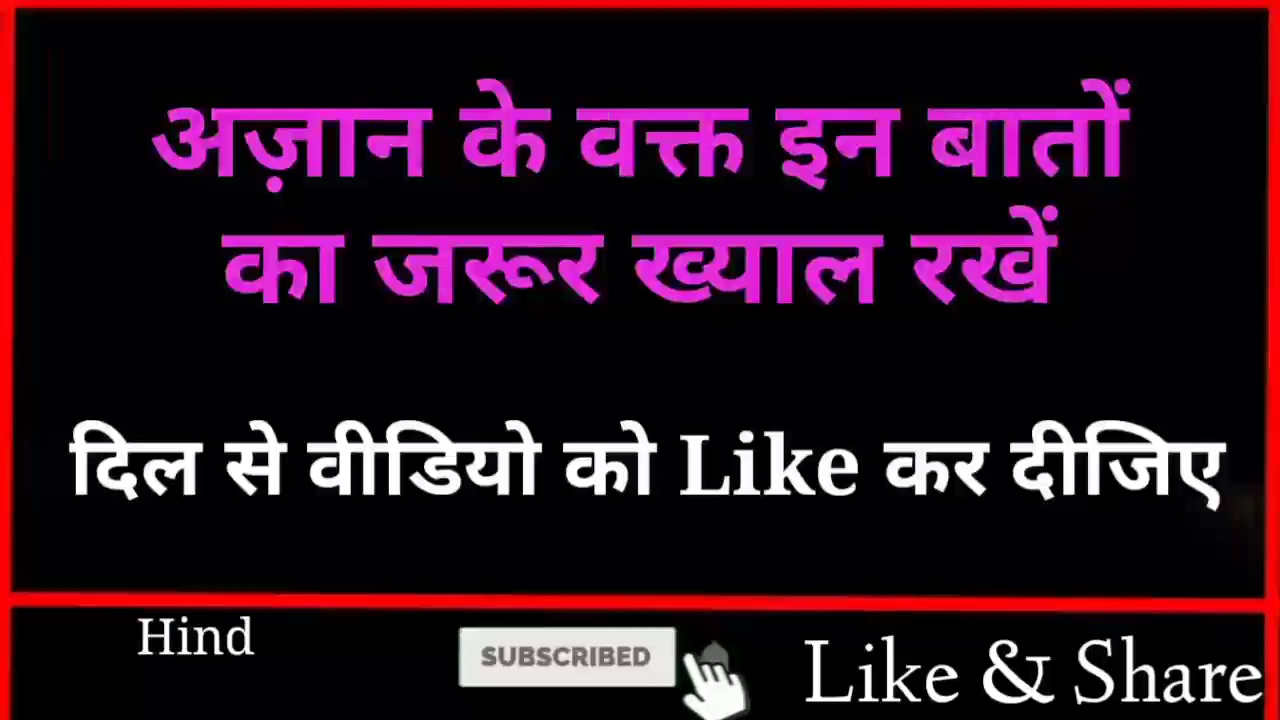 अज़ान के वक्त इन बातों
का जरूर ख्याल रखें
दिल से वीडियो को Like कर दीजिए
Hind
SUBSCRIBED
Like & Share